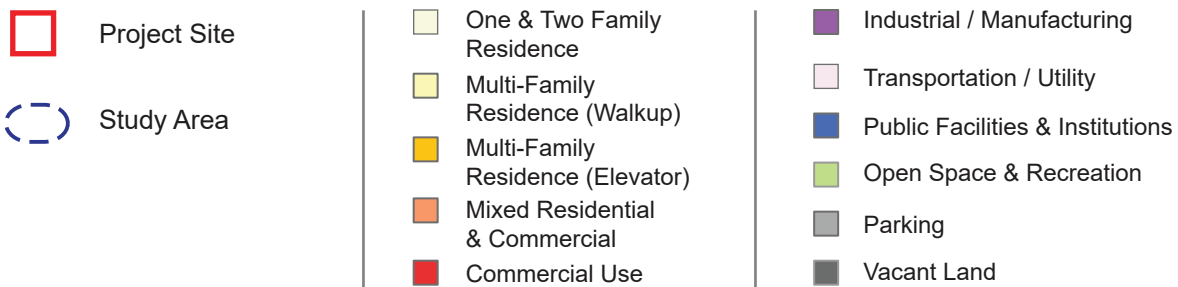 Project Site
Study Area
One & Two Family
Residence
Multi-Family
Residence (Walkup)
Multi-Family
Residence (Elevator)
Mixed Residential
& Commercial
Commercial Use
Industrial / Manufacturing
Transportation / Utility
Public Facilities & Institutions
Open Space & Recreation
Parking
Vacant Land